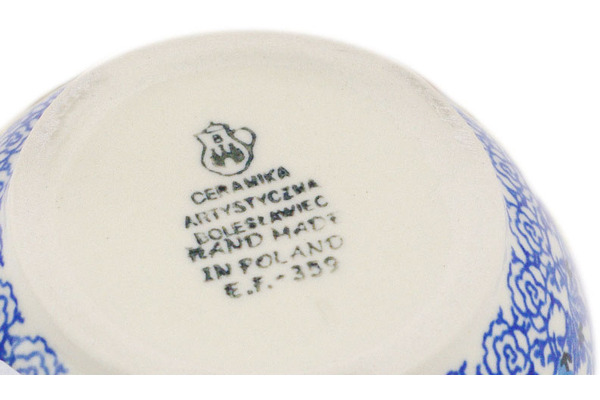 B
CERAMIKA
ARTYSTYCZNA
BOLESŁAWIEC
HAND MADE
IN POLAND
E.F.-359